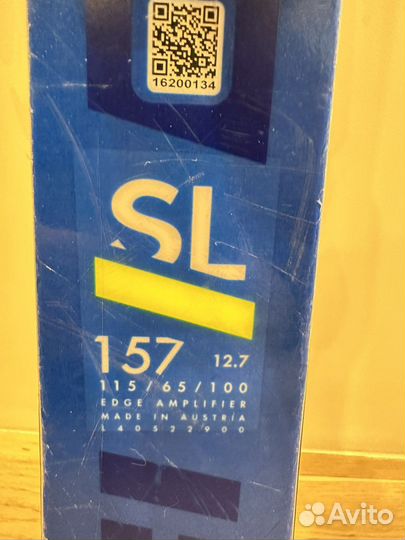 16200134
SL
157 12.7
115/65/100
EDGE AMPLIFIER
MADE IN AUSTRIA
L40522900
Avito